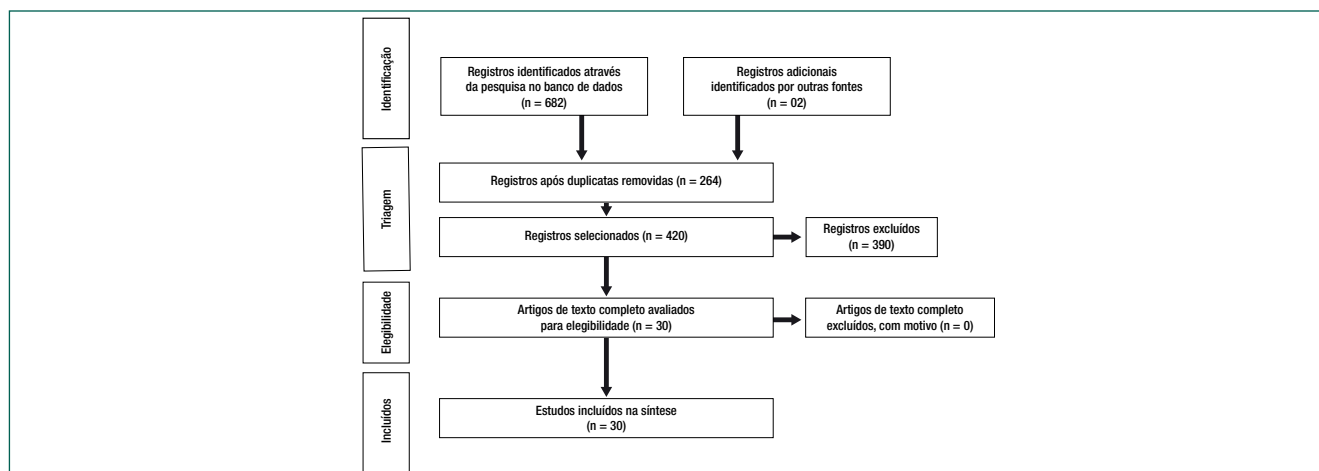 Identificação
Registros identificados através
da pesquisa no banco de dados
(n = 682)
Registros adicionais
identificados por outras fontes
(n = 02)
Triagem
Registros após duplicatas removidas (n = 264)
Registros selecionados (n = 420)
Registros excluídos
(n = 390)
Elegibilidade
Artigos de texto completo avaliados
para elegibilidade (n = 30)
Artigos de texto completo
excluídos, com motivo (n = 0)
Incluídos
Estudos incluídos na síntese
(n = 30)